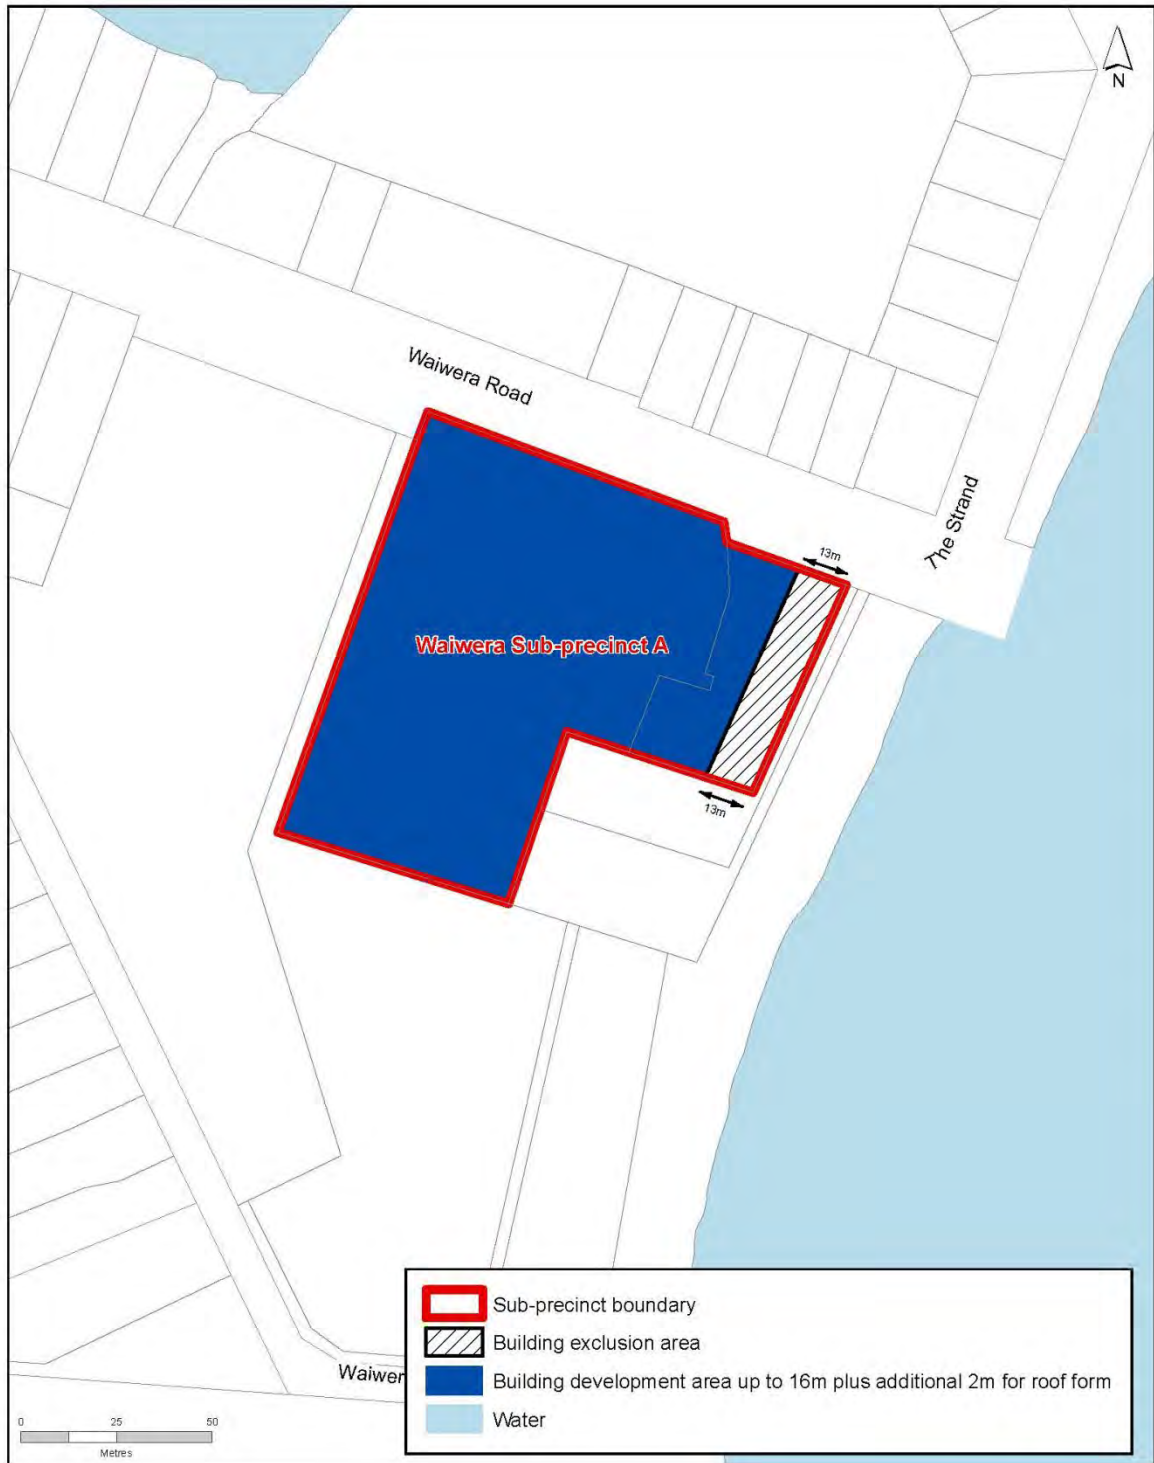 N
Waiwera Road
The Strand
13m
Waiwera Sub-precinct A
13m
Sub-precinct boundary
Building exclusion area
Building development area up to 16m plus additional 2m for roof form
Water
Waiwer
0 25 50
Metres